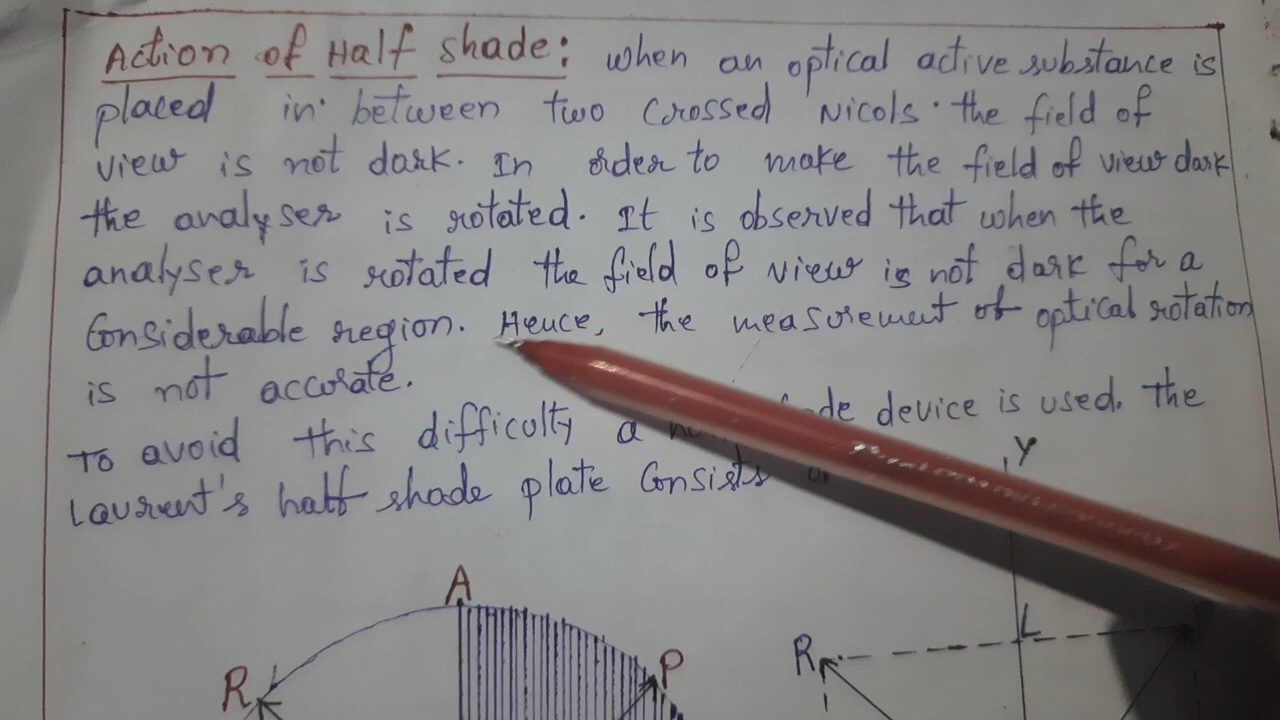 Action of Half shade: when an optical active substance is
placed in between two crossed Nicols. the field of
view is not dark. In order to make the field of view dark
the analyser is rotated. It is observed that when the
analyser is rotated the field of view is not dark for a
Considerable region. Hence, the measurement of optical rotation
is not accurate.
To avoid this difficulty a device is used. The
Laurent's half shade plate Consists
Y
A
L
R P
R